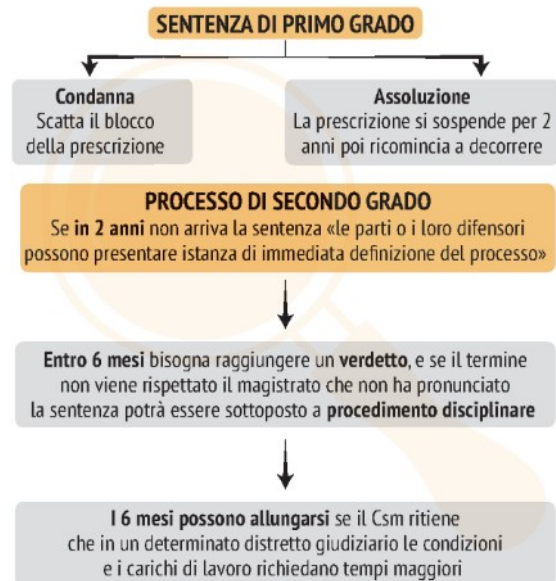 SENTENZA DI PRIMO GRADO
Condanna
Scatta il blocco
della prescrizione
Assoluzione
La prescrizione si sospende per 2
anni poi ricomincia a decorrere
PROCESSO DI SECONDO GRADO
Se in 2 anni non arriva la sentenza «le parti o i loro difensori
possono presentare istanza di immediata definizione del processo»
Entro 6 mesi bisogna raggiungere un verdetto, e se il termine
non viene rispettato il magistrato che non ha pronunciato
la sentenza potrà essere sottoposto a procedimento disciplinare
I 6 mesi possono allungarsi se il Csm ritiene
che in un determinato distretto giudiziario le condizioni
e i carichi di lavoro richiedano tempi maggiori